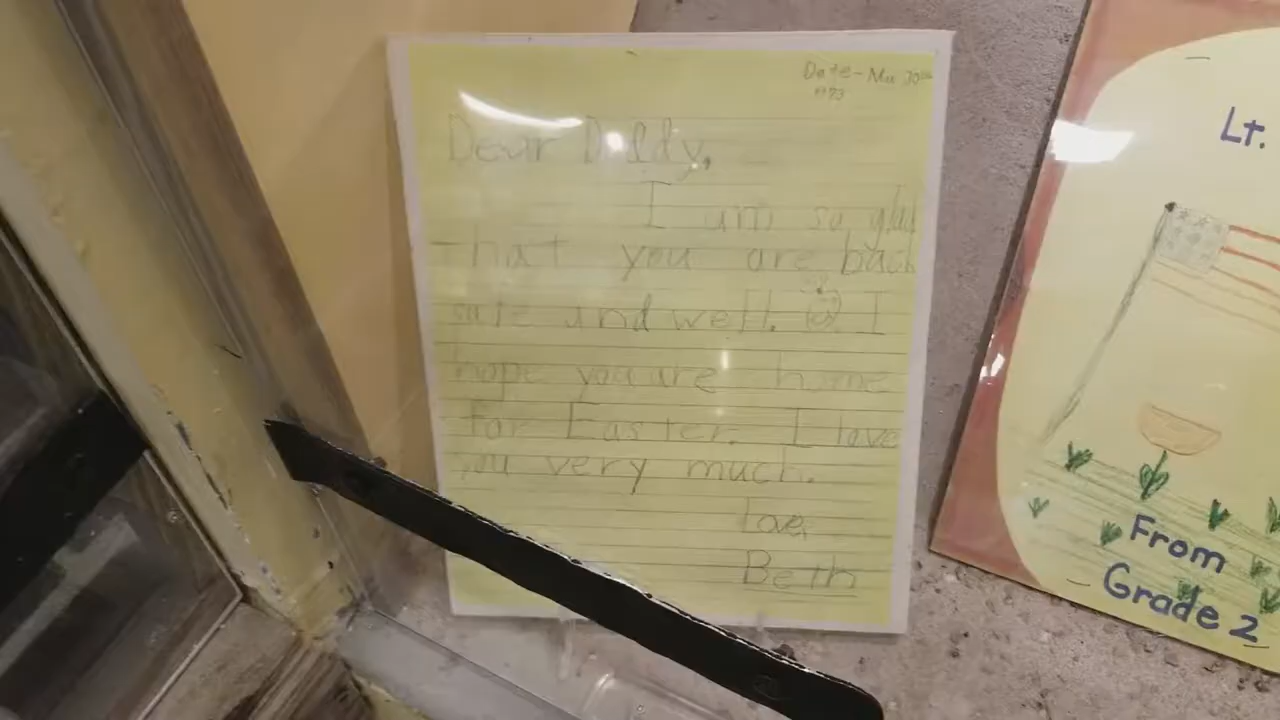 Date - Mar 30th
1973
Dear Daddy,
I am so glad
that you are back
safe and well. I
hope you are home
for Easter. I love
you very much.
Love,
Beth
Lt.
From
Grade 2